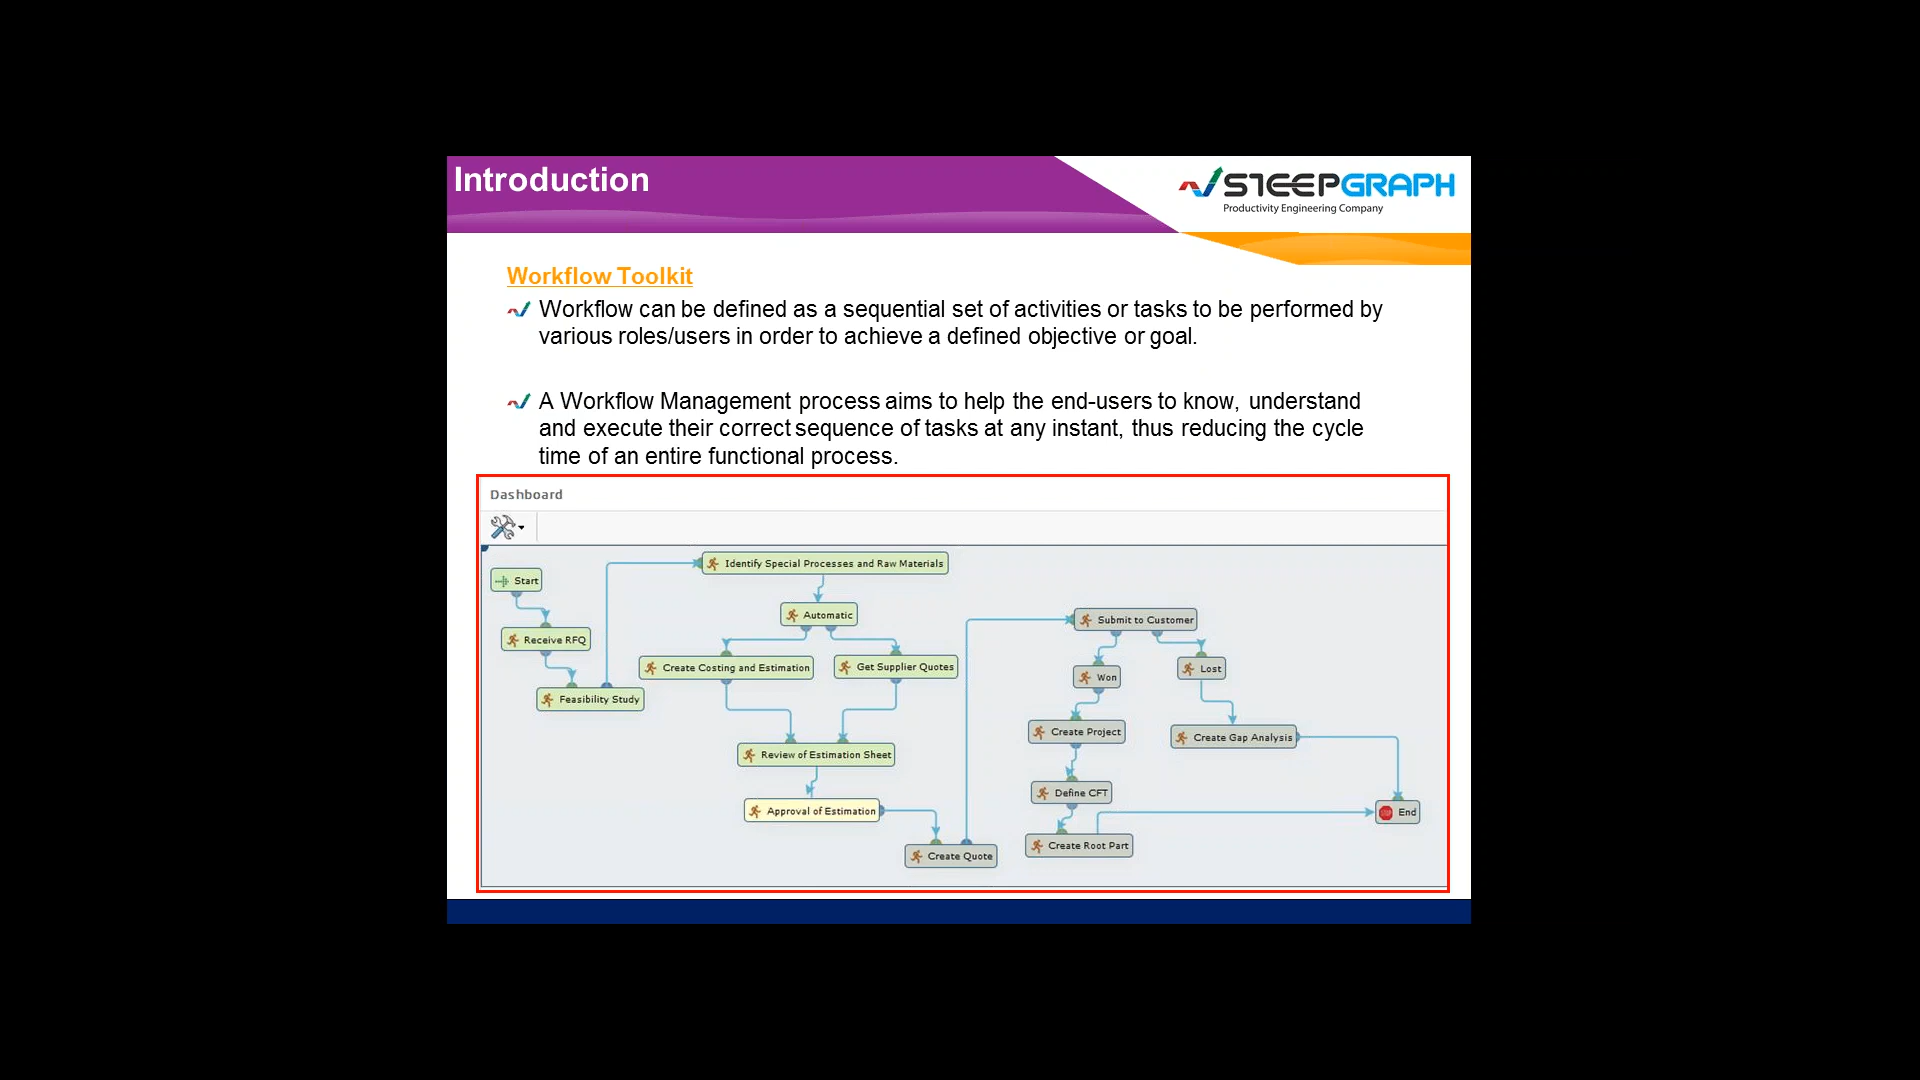 Introduction
STEEPGRAPH
Productivity Engineering Company
Workflow Toolkit
Workflow can be defined as a sequential set of activities or tasks to be performed by
various roles/users in order to achieve a defined objective or goal.
A Workflow Management process aims to help the end-users to know, understand
and execute their correct sequence of tasks at any instant, thus reducing the cycle
time of an entire functional process.
Dashboard
Start
Receive RFQ
Feasibility Study
Identify Special Processes and Raw Materials
Automatic
Create Costing and Estimation
Get Supplier Quotes
Review of Estimation Sheet
Approval of Estimation
Create Quote
Submit to Customer
Won
Lost
Create Project
Create Gap Analysis
Define CFT
Create Root Part
End